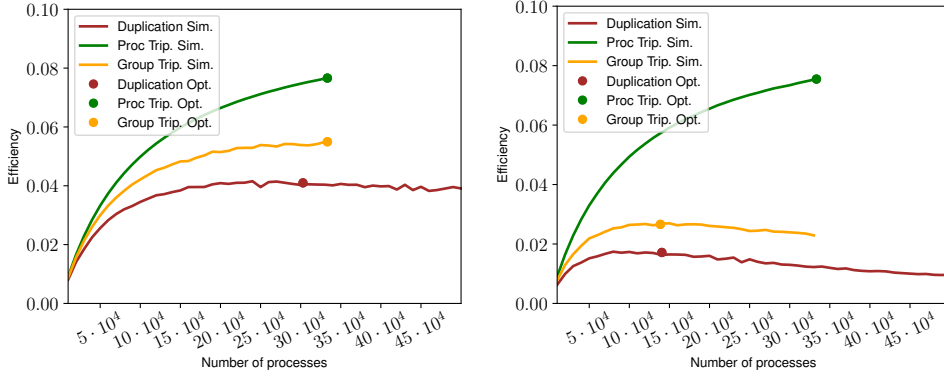 0.10
0.08
0.06
0.04
0.02
0.00
Efficiency
Duplication Sim.
Proc Trip. Sim.
Group Trip. Sim.
Duplication Opt.
Proc Trip. Opt.
Group Trip. Opt.
5 · 10^4
10 · 10^4
15 · 10^4
20 · 10^4
25 · 10^4
30 · 10^4
35 · 10^4
40 · 10^4
45 · 10^4
Number of processes
0.10
0.08
0.06
0.04
0.02
0.00
Efficiency
Duplication Sim.
Proc Trip. Sim.
Group Trip. Sim.
Duplication Opt.
Proc Trip. Opt.
Group Trip. Opt.
5 · 10^4
10 · 10^4
15 · 10^4
20 · 10^4
25 · 10^4
30 · 10^4
35 · 10^4
40 · 10^4
45 · 10^4
Number of processes